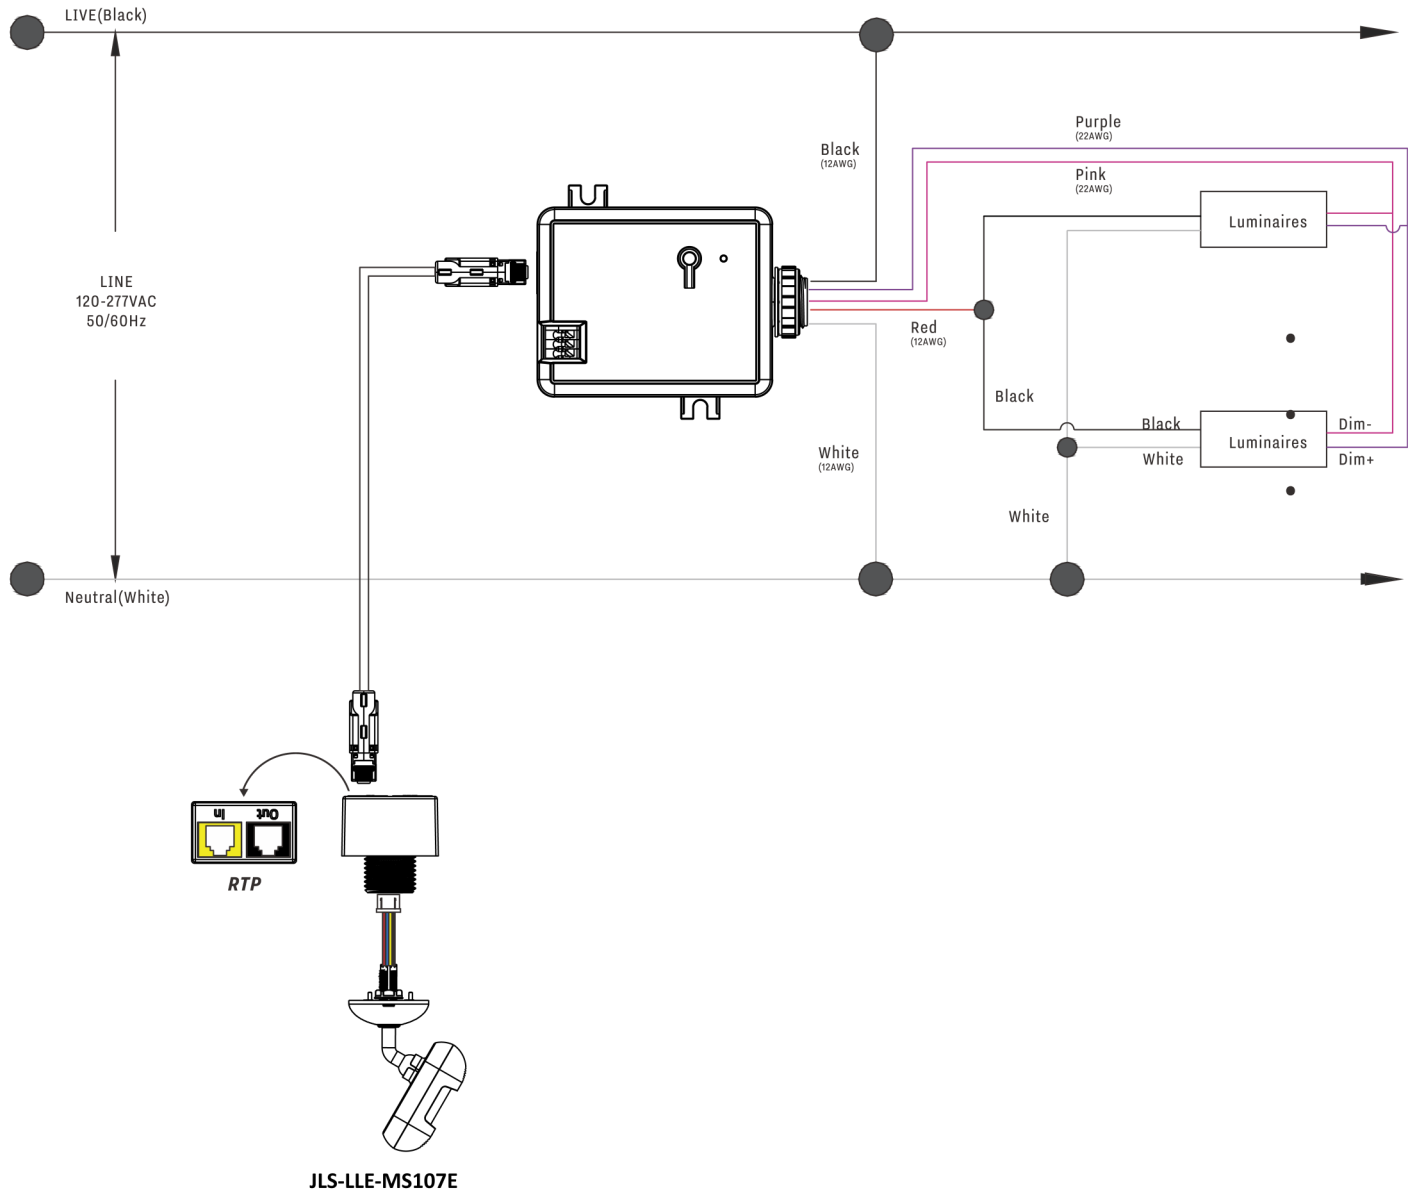 LIVE(Black)
Purple
(22AWG)
Black
(12AWG)
Pink
(22AWG)
Luminaires
LINE
120-277VAC
50/60Hz
Red
(12AWG)
Black
Black
Dim-
Luminaires
White
(12AWG)
White
Dim+
White
Neutral(White)
In
Out
RTP
JLS-LLE-MS107E